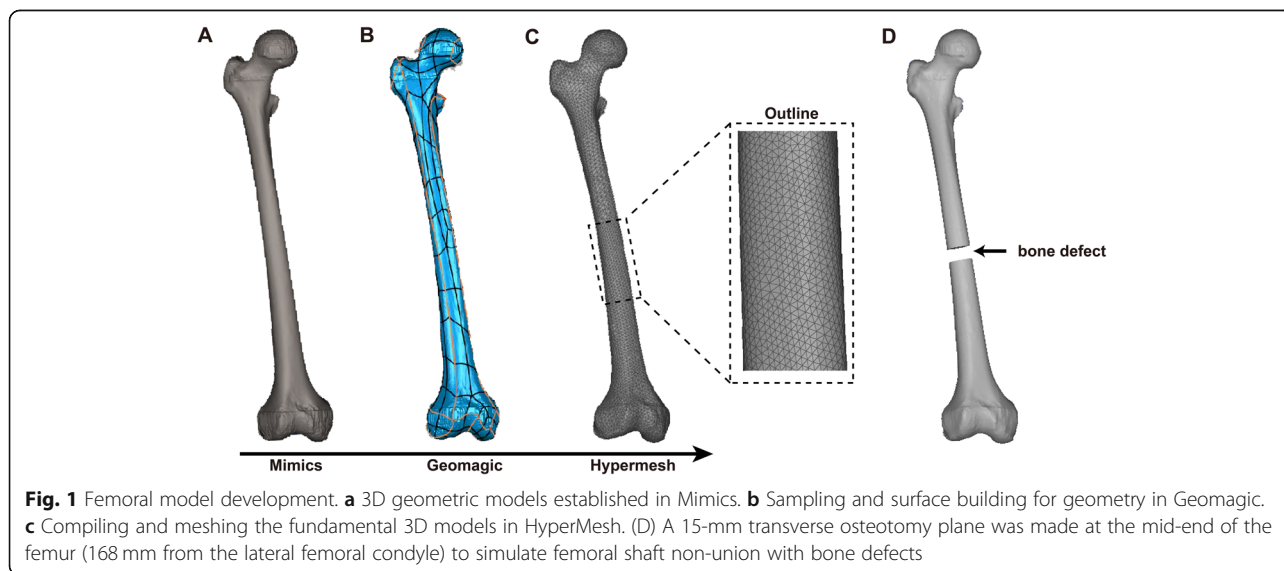 A
B
C
D
Outline
bone defect
Mimics
Geomagic
Hypermesh
Fig. 1 Femoral model development. a 3D geometric models established in Mimics. b Sampling and surface building for geometry in Geomagic.
c Compiling and meshing the fundamental 3D models in HyperMesh. (D) A 15-mm transverse osteotomy plane was made at the mid-end of the
femur (168 mm from the lateral femoral condyle) to simulate femoral shaft non-union with bone defects